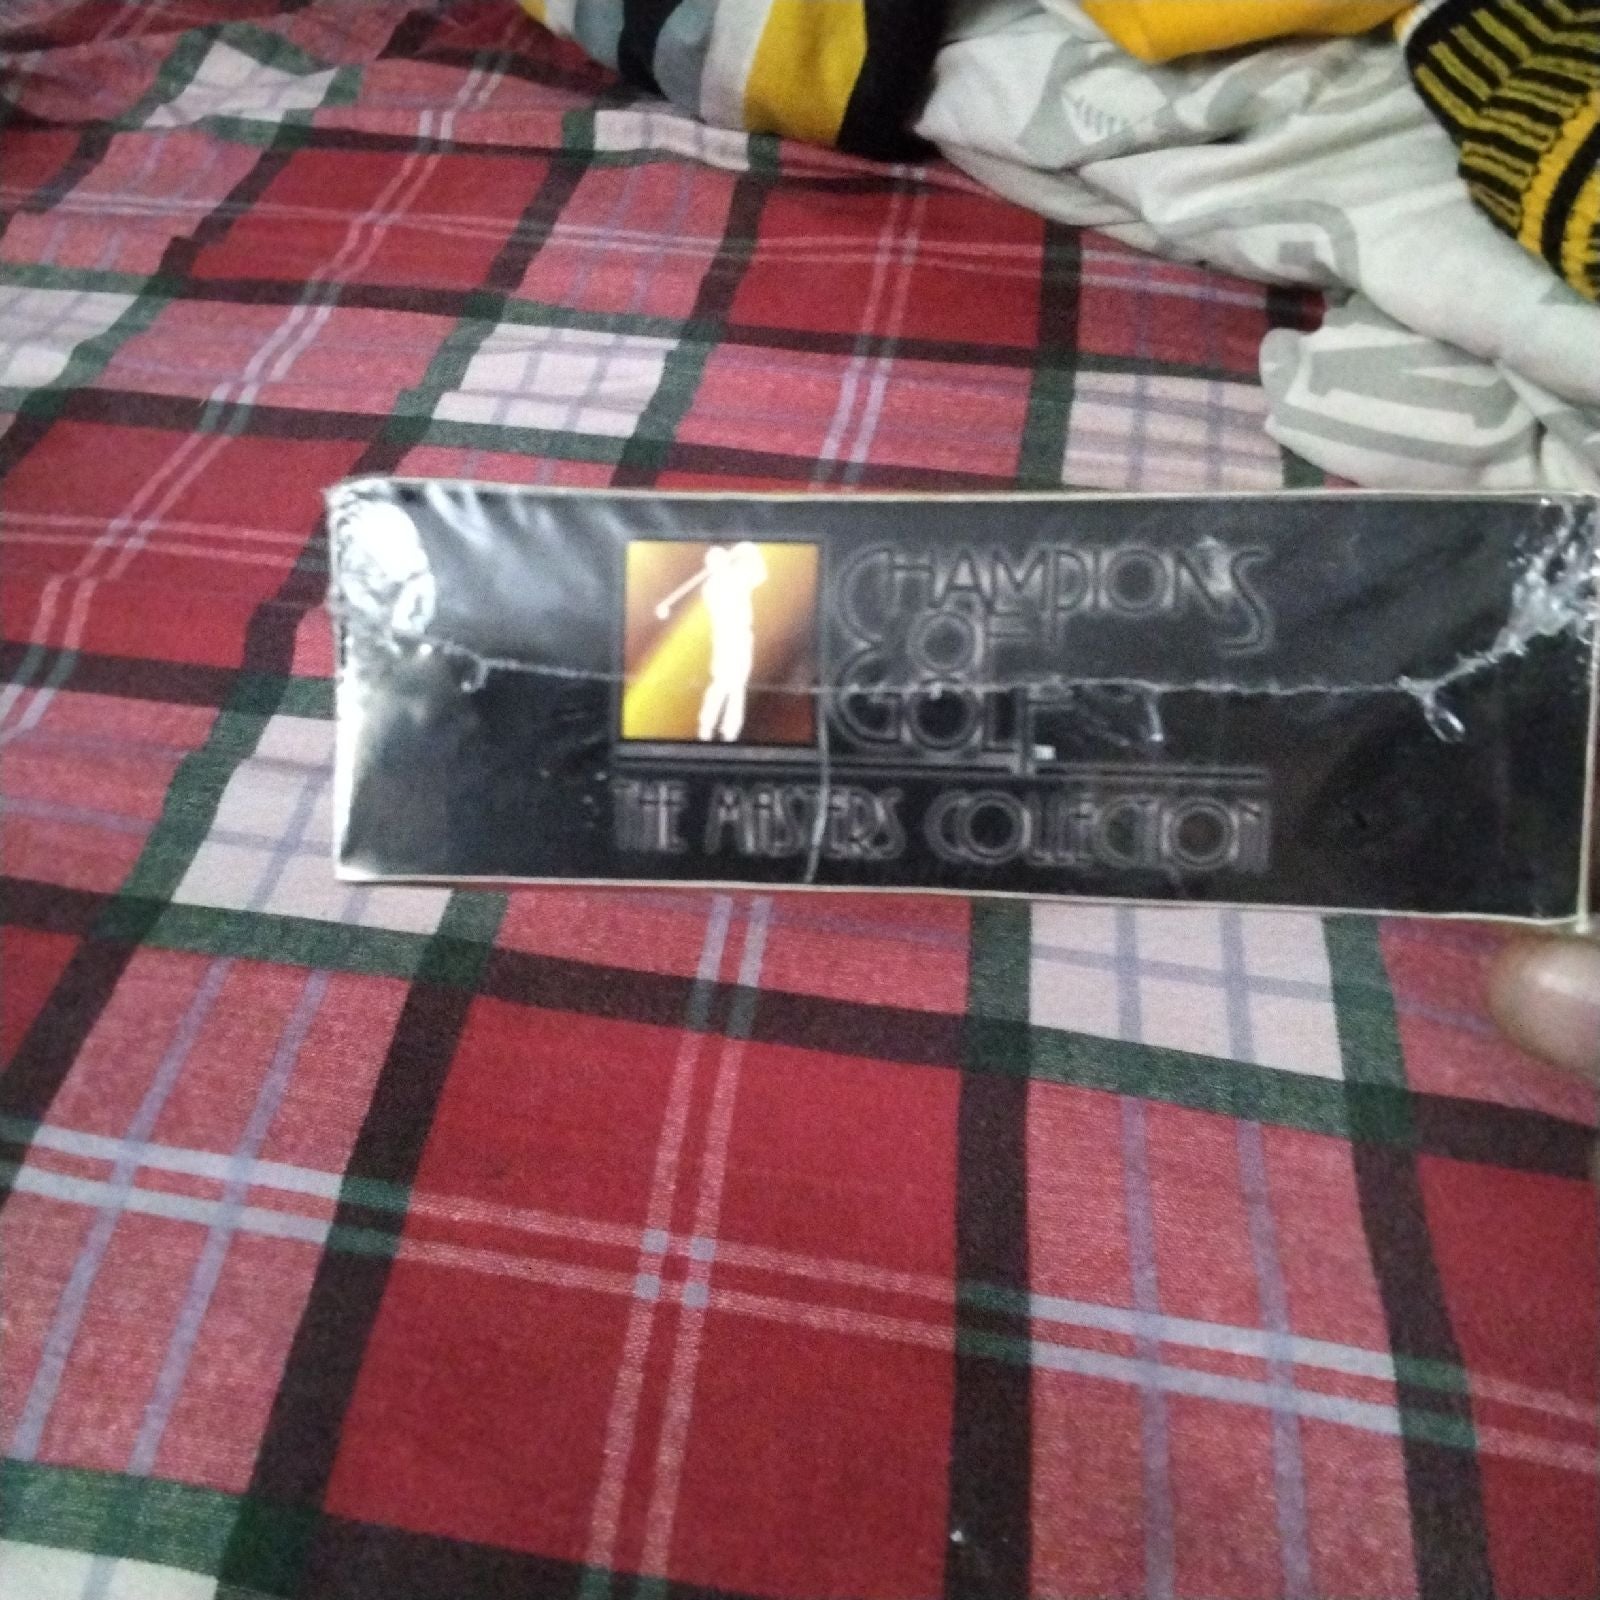 CHAMPIONS
OF
GOLF
THE MASTERS COLLECTION